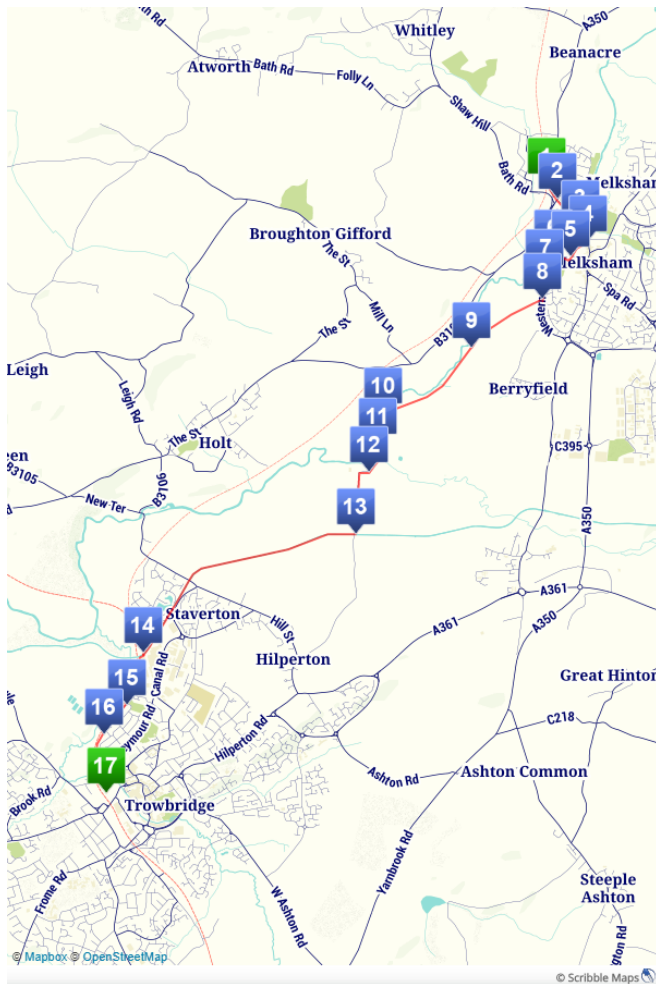 Whitley
A350
Beanacre
Bath Rd
Atworth
Bath Rd
Folly Ln
Shaw Hill
Bath Rd
1
2
Melksham
3
4
5
6
7
Melksham
8
Broughton Gifford
The St
Mill Ln
Western
Spa Rd
9
The St
Leigh
Leigh Rd
Berryfield
10
11
12
The St
Holt
C395
B3105
B3106
New Ter
13
A350
A361
A361
A350
Staverton
Hill St
14
Hilperton
Canal Rd
15
Great Hinton
16
Hilperton Rd
C218
17
Ashton Rd
Ashton Common
Brook Rd
Trowbridge
Yarnbrook Rd
Frome Rd
W Ashton Rd
Steeple
Ashton
© Mapbox © OpenStreetMap
© Scribble Maps